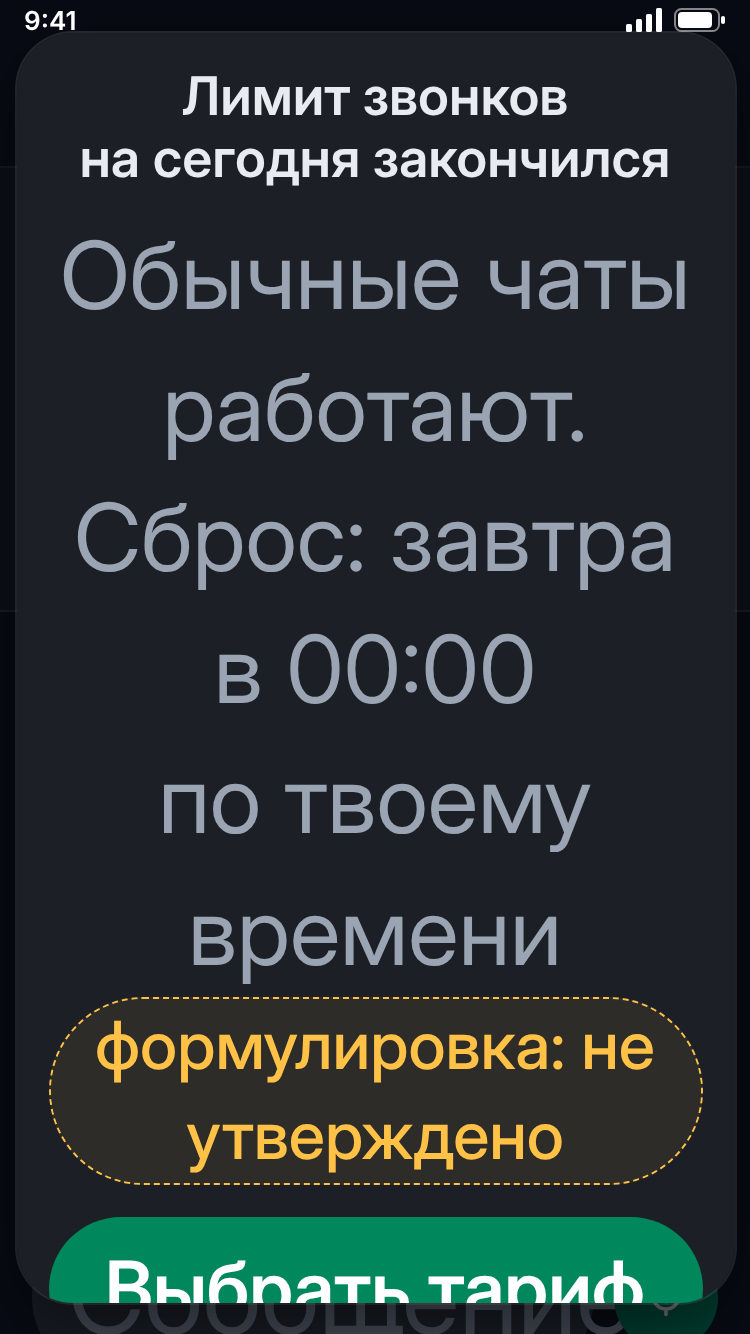 9:41
Лимит звонков
на сегодня закончился
Обычные чаты
работают.
Сброс: завтра
в 00:00
по твоему
времени
формулировка: не
утверждено
Выбрать тариф
Сообщение